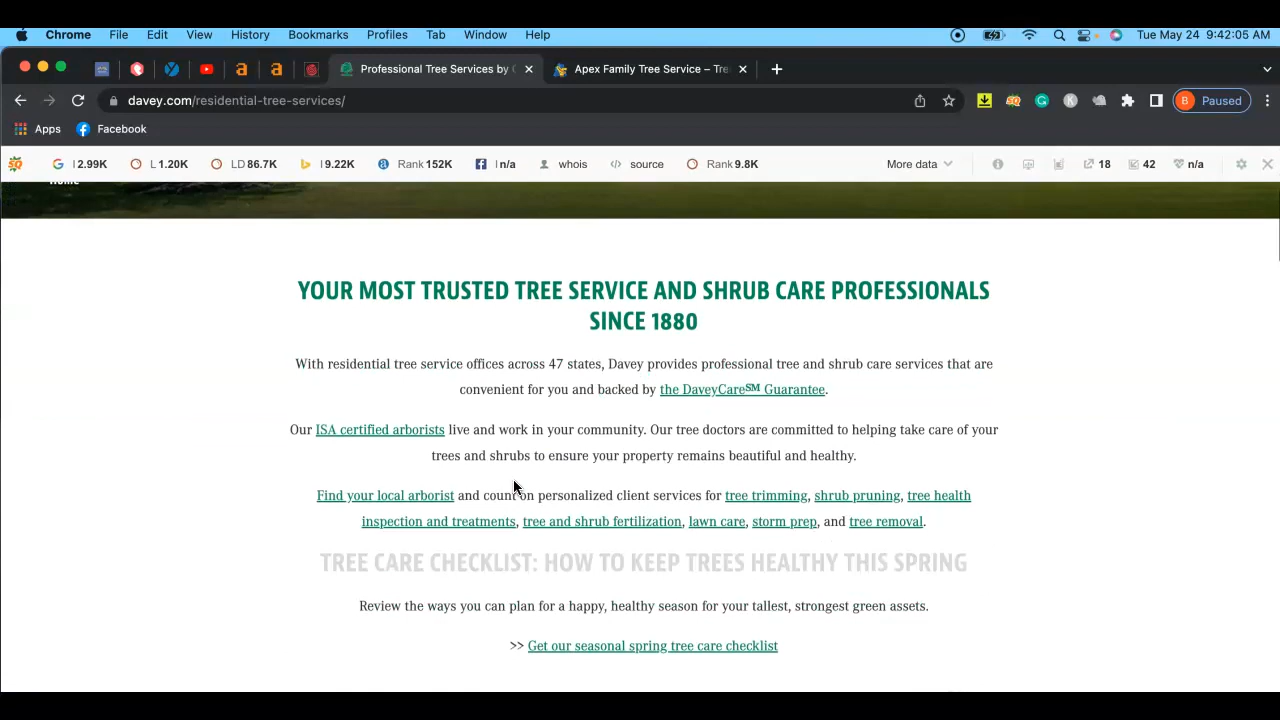 Chrome File Edit View History Bookmarks Profiles Tab Window Help Tue May 24 9:42:05 AM
Professional Tree Services by Apex Family Tree Service – Tre
davey.com/residential-tree-services/ B Paused
Apps Facebook
I 2.99K L 1.20K LD 86.7K I 9.22K Rank 152K I n/a whois source Rank 9.8K More data 18 42 n/a
Home
YOUR MOST TRUSTED TREE SERVICE AND SHRUB CARE PROFESSIONALS
SINCE 1880
With residential tree service offices across 47 states, Davey provides professional tree and shrub care services that are
convenient for you and backed by the DaveyCare℠ Guarantee.
Our ISA certified arborists live and work in your community. Our tree doctors are committed to helping take care of your
trees and shrubs to ensure your property remains beautiful and healthy.
Find your local arborist and count on personalized client services for tree trimming, shrub pruning, tree health
inspection and treatments, tree and shrub fertilization, lawn care, storm prep, and tree removal.
TREE CARE CHECKLIST: HOW TO KEEP TREES HEALTHY THIS SPRING
Review the ways you can plan for a happy, healthy season for your tallest, strongest green assets.
>> Get our seasonal spring tree care checklist